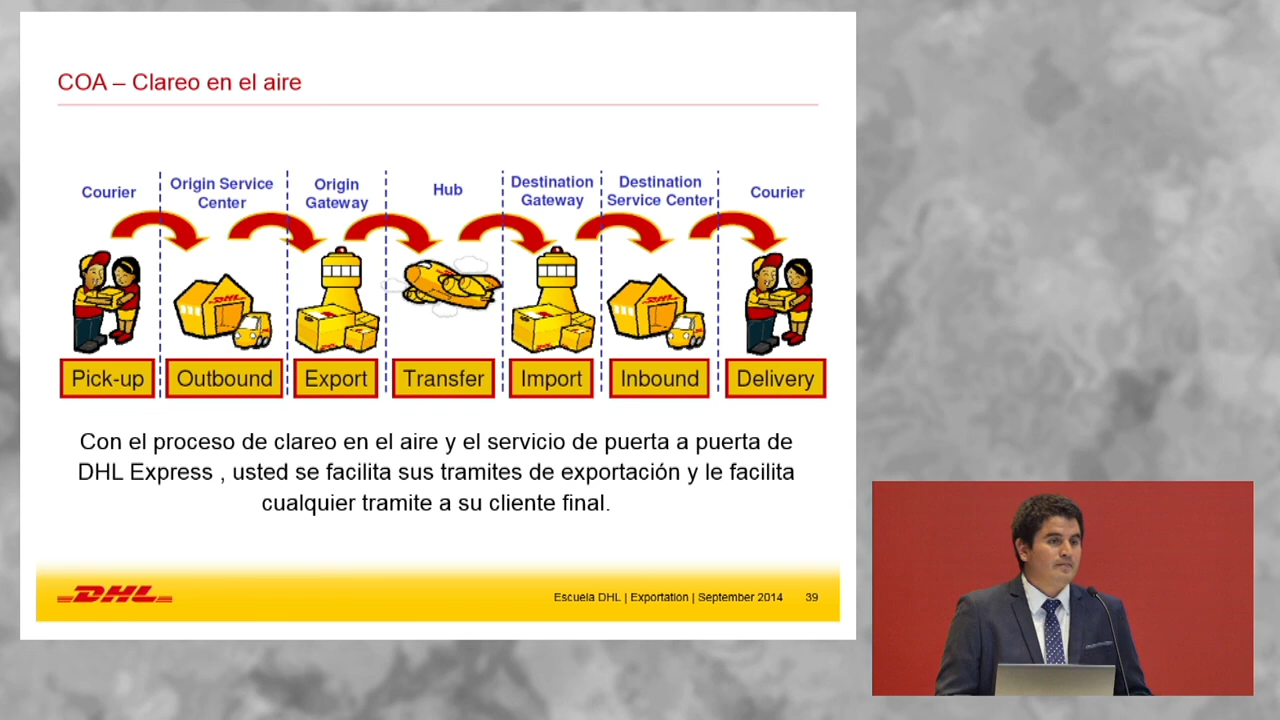 COA – Clareo en el aire
Courier
Origin Service
Center
Origin
Gateway
Hub
Destination
Gateway
Destination
Service Center
Courier
DHL
DHL
Pick-up
Outbound
Export
Transfer
Import
Inbound
Delivery
Con el proceso de clareo en el aire y el servicio de puerta a puerta de
DHL Express , usted se facilita sus tramites de exportación y le facilita
cualquier tramite a su cliente final.
DHL
Escuela DHL | Exportation | September 2014 39